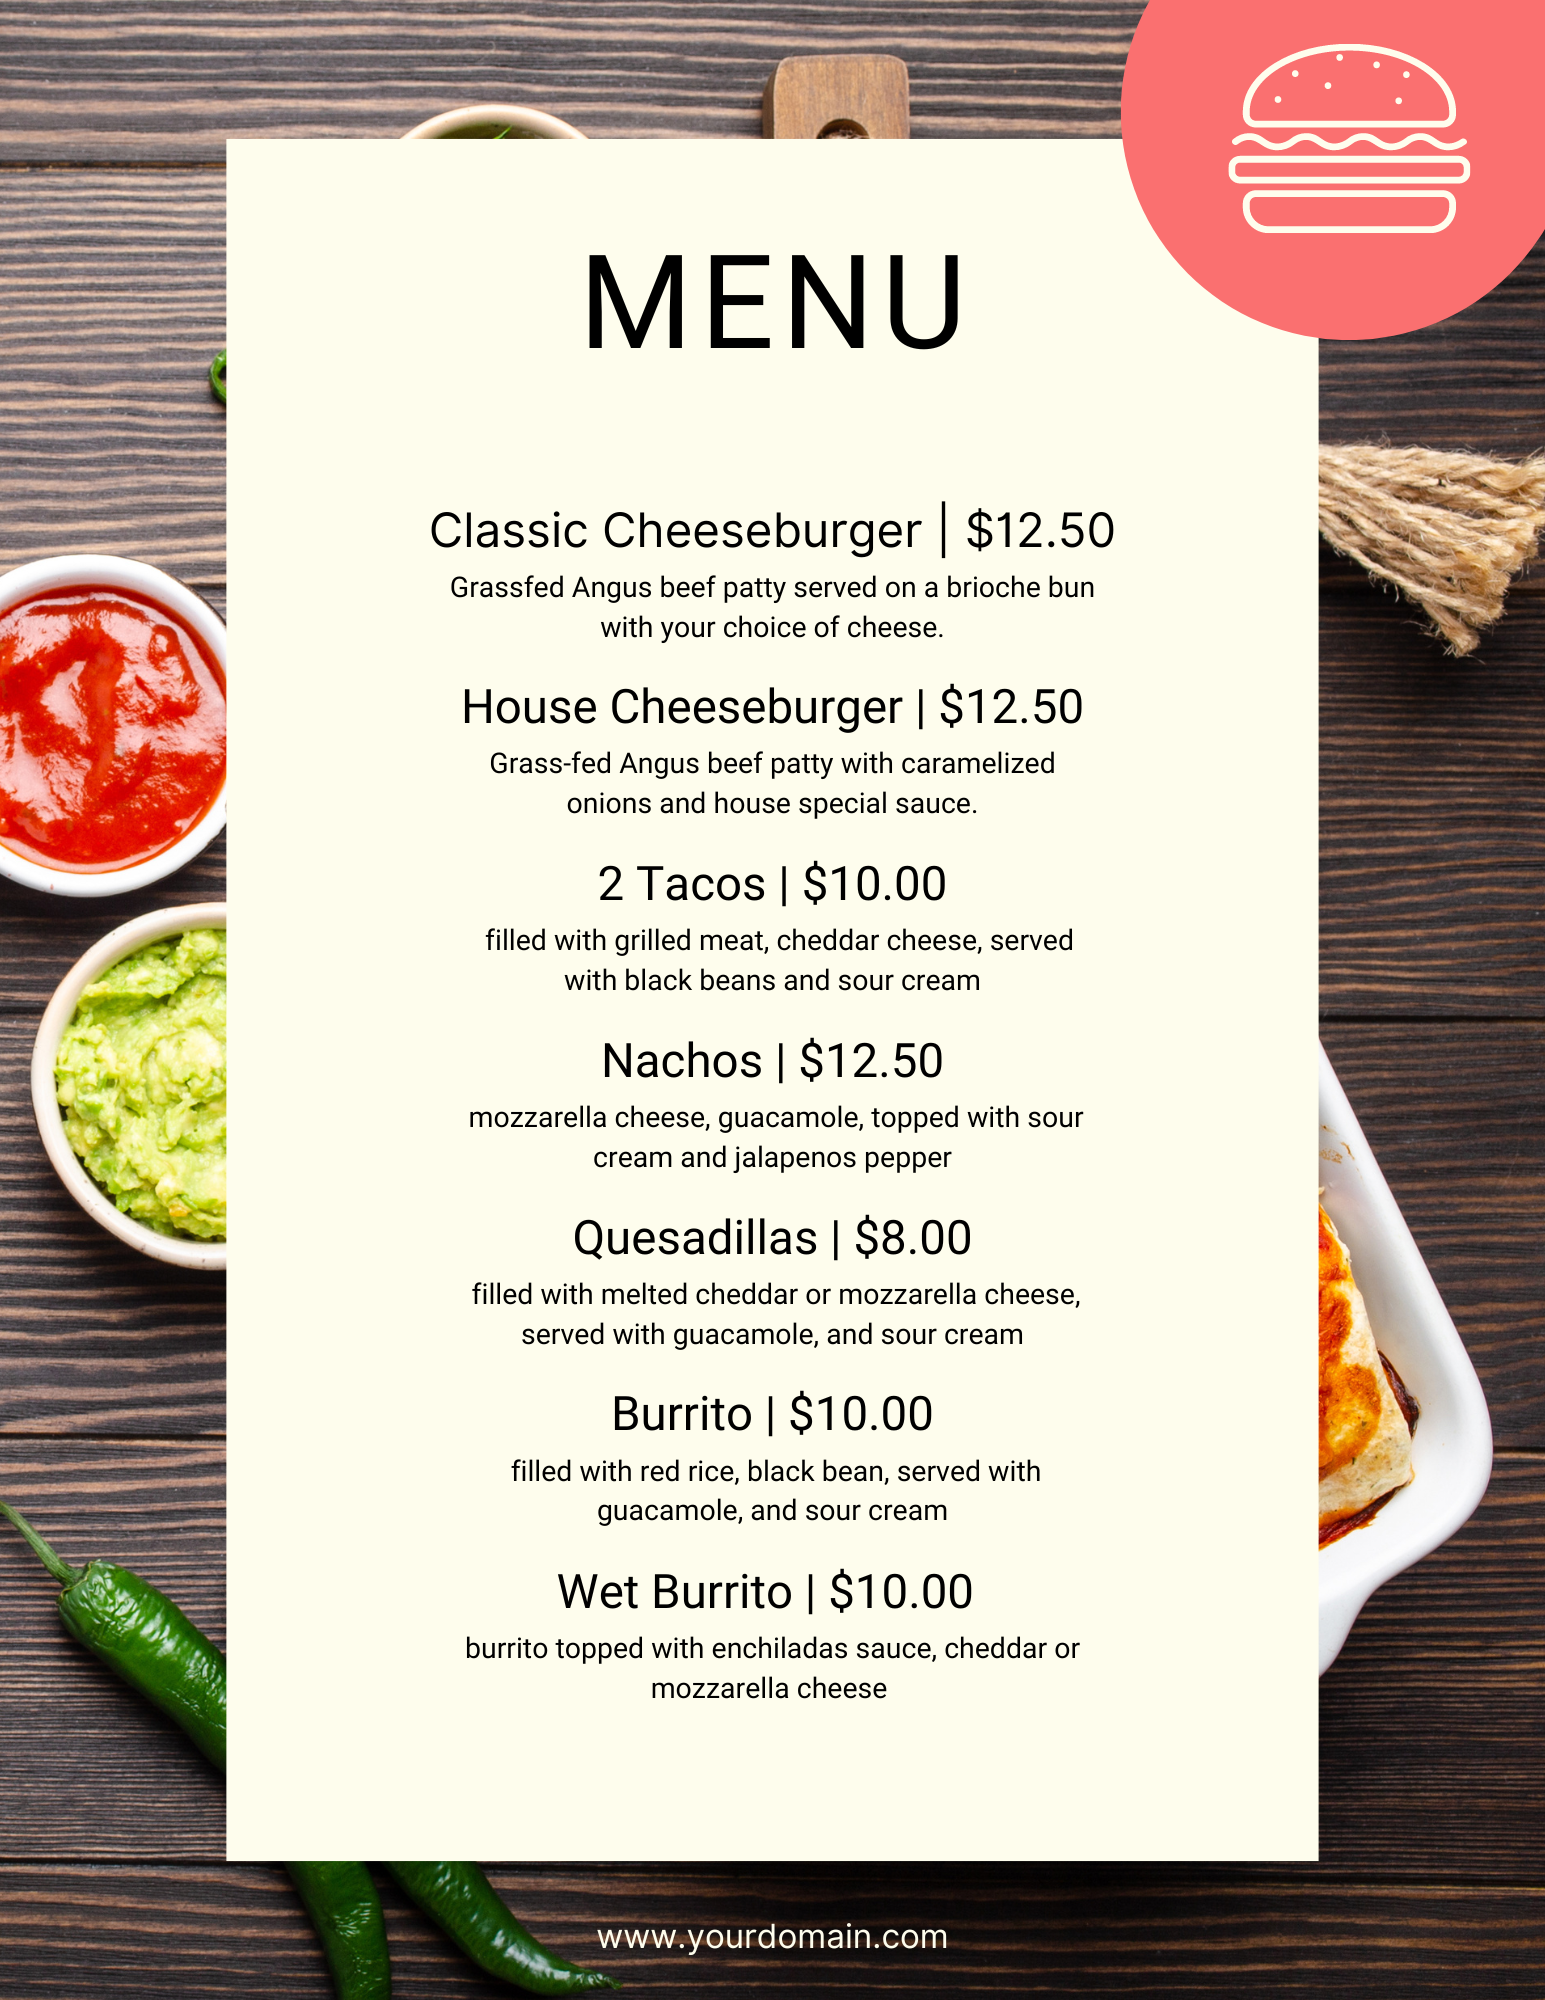 MENU
Classic Cheeseburger | $12.50
Grassfed Angus beef patty served on a brioche bun
with your choice of cheese.
House Cheeseburger | $12.50
Grass-fed Angus beef patty with caramelized
onions and house special sauce.
2 Tacos | $10.00
filled with grilled meat, cheddar cheese, served
with black beans and sour cream
Nachos | $12.50
mozzarella cheese, guacamole, topped with sour
cream and jalapenos pepper
Quesadillas | $8.00
filled with melted cheddar or mozzarella cheese,
served with guacamole, and sour cream
Burrito | $10.00
filled with red rice, black bean, served with
guacamole, and sour cream
Wet Burrito | $10.00
burrito topped with enchiladas sauce, cheddar or
mozzarella cheese
www.yourdomain.com